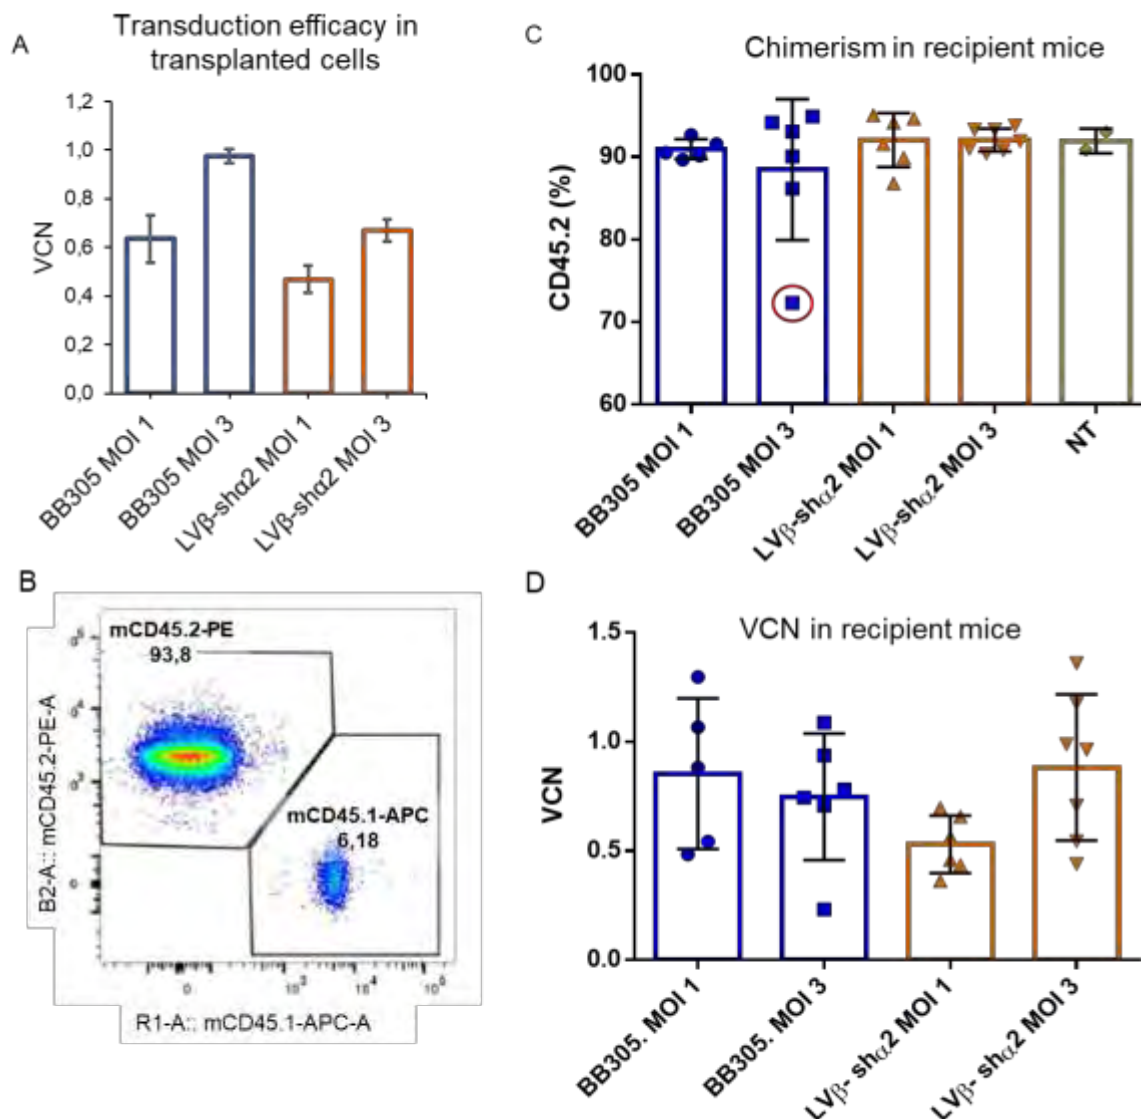 A
Transduction efficacy in
transplanted cells
1,2
1,0
0,8
0,6
0,4
0,2
0,0
VCN
BB305 MOI 1
BB305 MOI 3
LVβ-shα2 MOI 1
LVβ-shα2 MOI 3
B
mCD45.2-PE
93,8
mCD45.1-APC
6,18
B2-A:: mCD45.2-PE-A
0
0
10³
10⁴
10⁵
R1-A:: mCD45.1-APC-A
C
Chimerism in recipient mice
100
90
80
70
60
CD45.2 (%)
BB305 MOI 1
BB305 MOI 3
LVβ-shα2 MOI 1
LVβ-shα2 MOI 3
NT
D
VCN in recipient mice
1.5
1.0
0.5
0.0
VCN
BB305. MOI 1
BB305. MOI 3
LVβ- shα2 MOI 1
LVβ- shα2 MOI 3